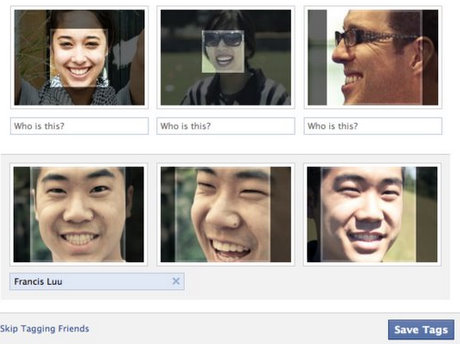 Who is this?
Who is this?
Who is this?
Francis Luu
Skip Tagging Friends
Save Tags